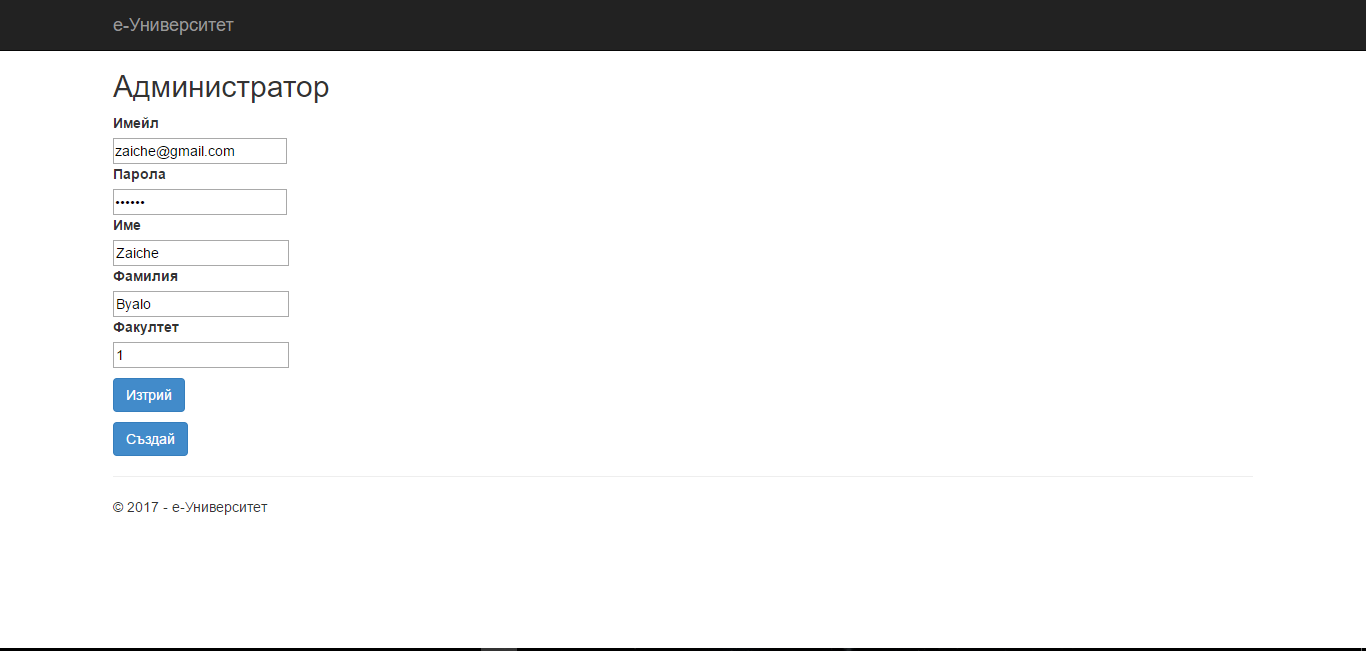 е-Университет
Администратор
Имейл
zaiche@gmail.com
Парола
••••••
Име
Zaiche
Фамилия
Byalo
Факултет
1
Изтрий
Създай
© 2017 - е-Университет